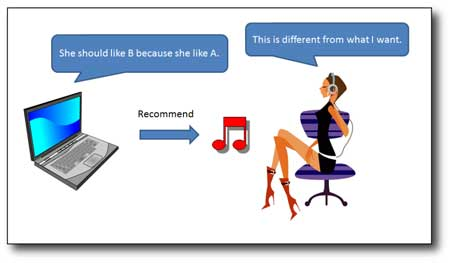 She should like B because she like A.
This is different from what I want.
Recommend